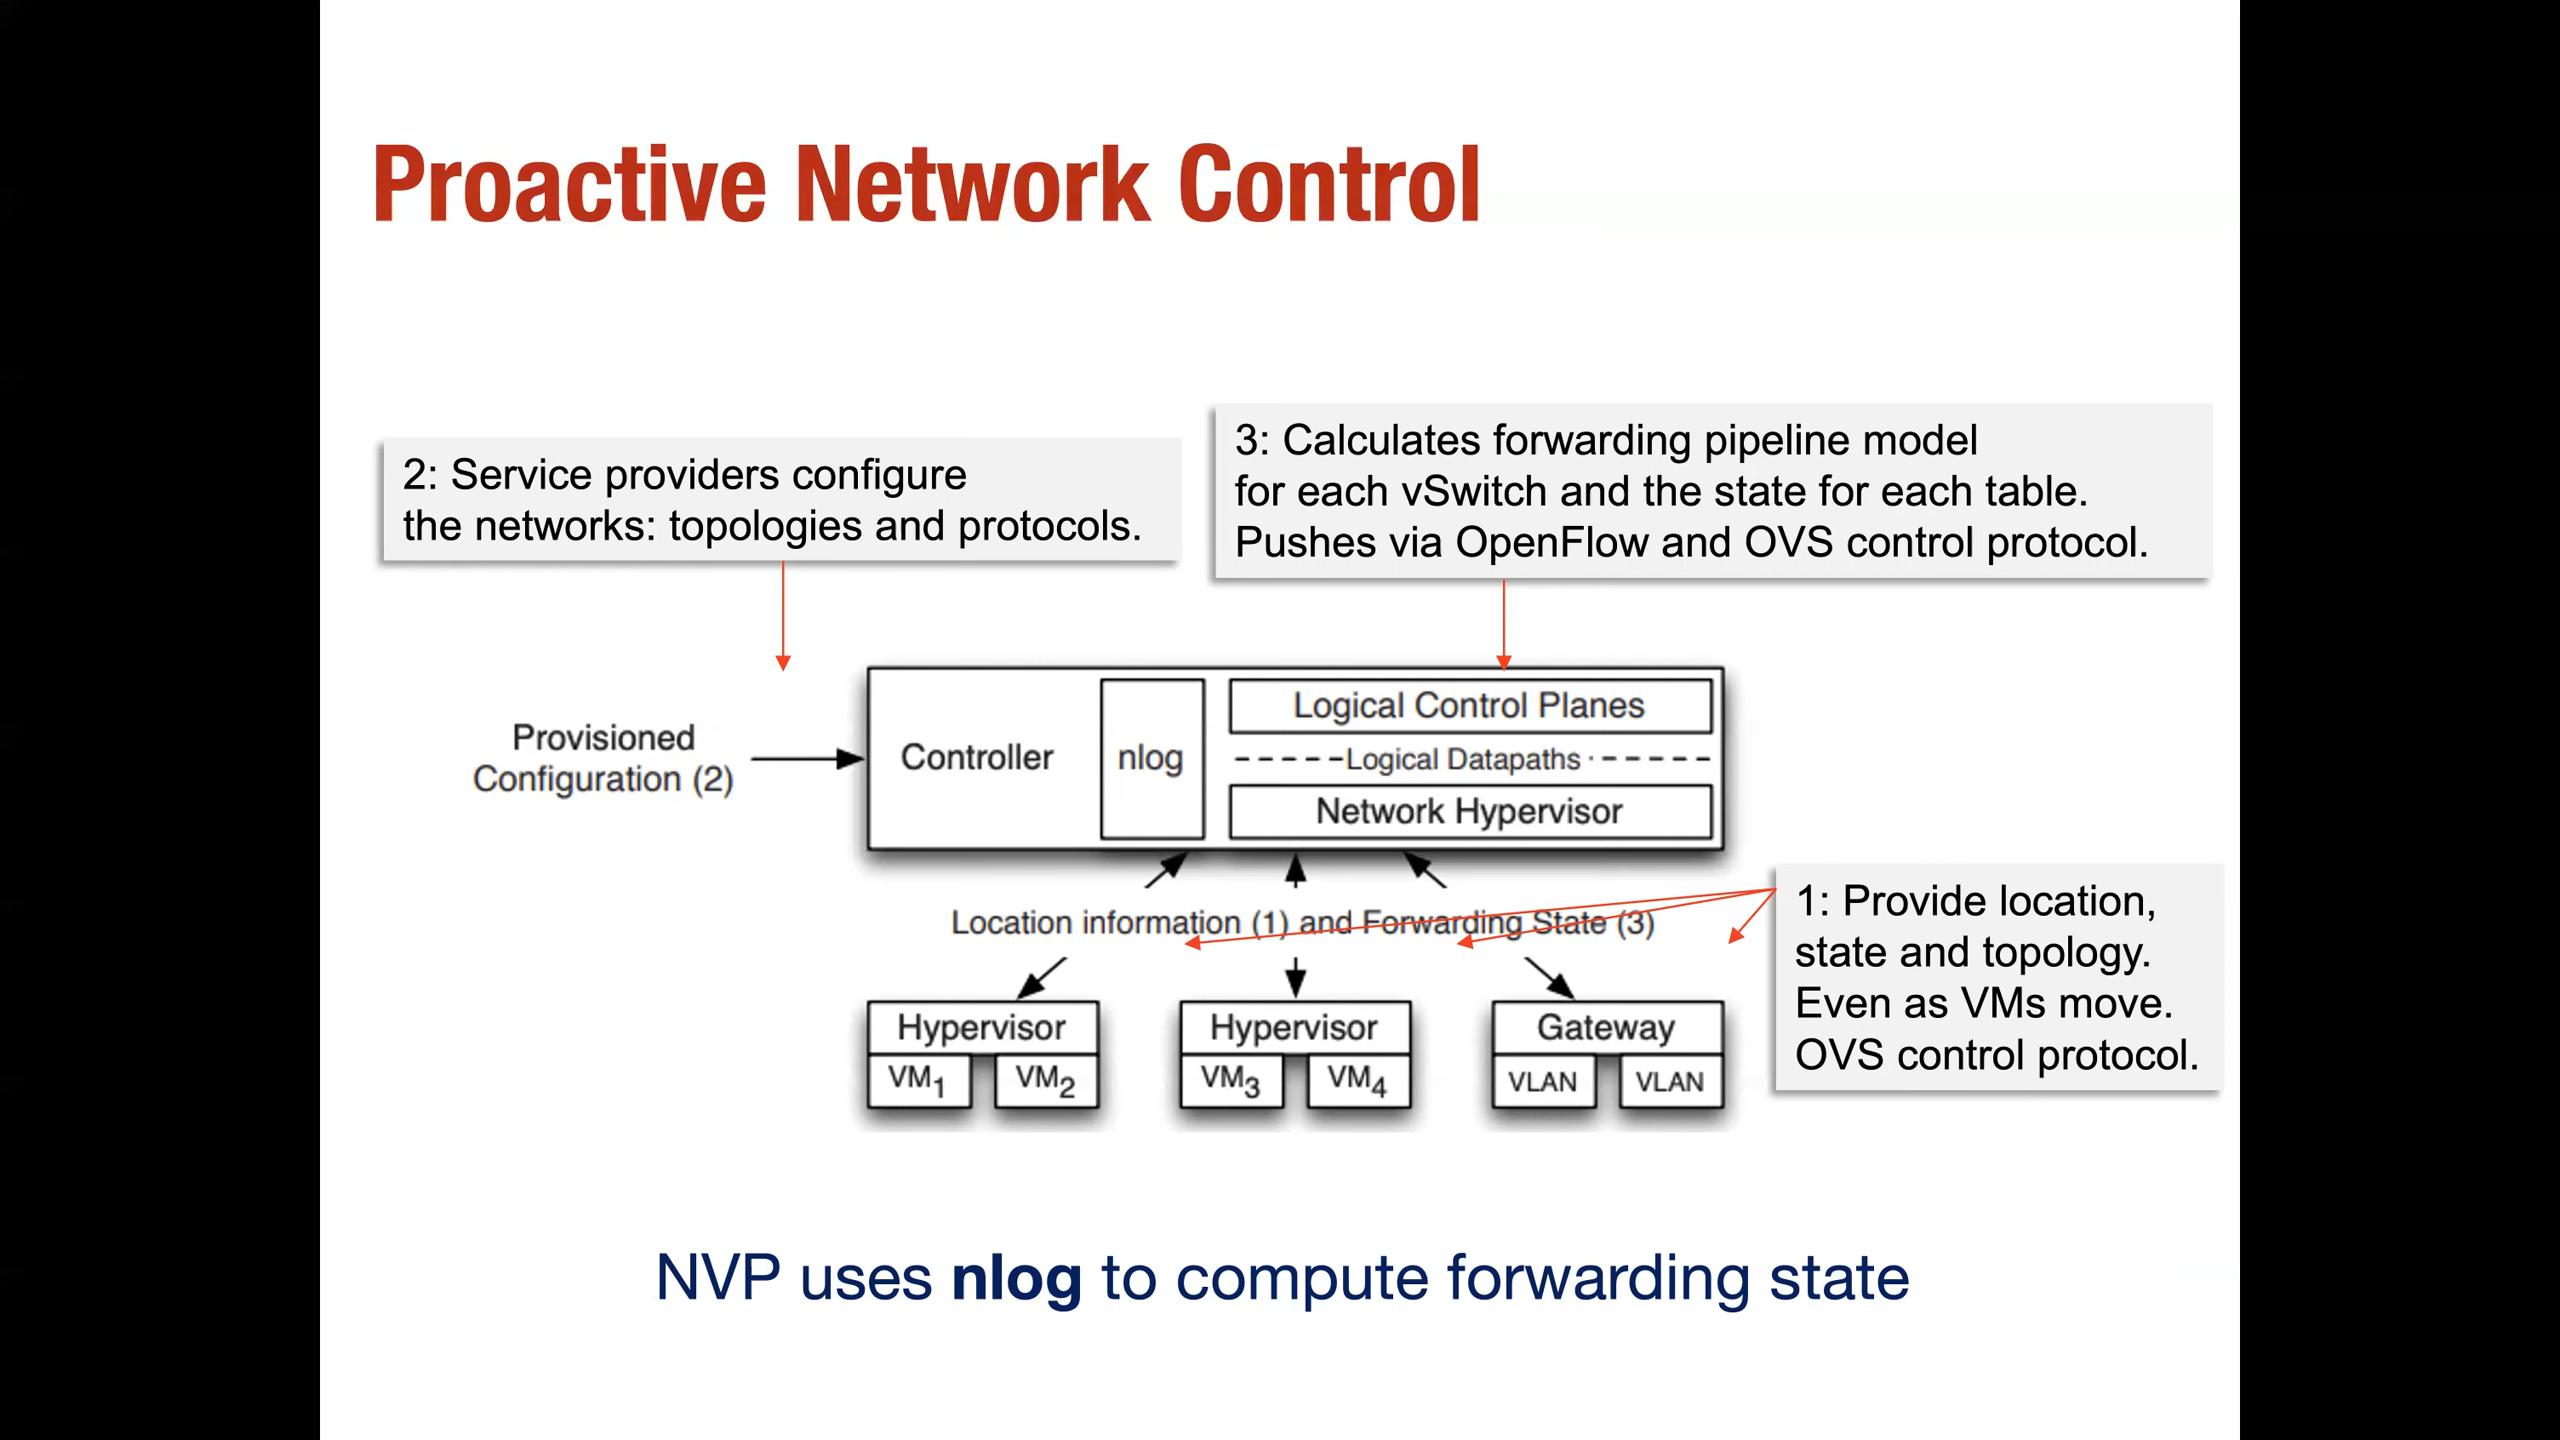 Proactive Network Control
2: Service providers configure
the networks: topologies and protocols.
3: Calculates forwarding pipeline model
for each vSwitch and the state for each table.
Pushes via OpenFlow and OVS control protocol.
Provisioned
Configuration (2)
Controller
nlog
Logical Control Planes
Logical Datapaths
Network Hypervisor
Location information (1) and Forwarding State (3)
1: Provide location,
state and topology.
Even as VMs move.
OVS control protocol.
Hypervisor
VM1
VM2
Hypervisor
VM3
VM4
Gateway
VLAN
VLAN
NVP uses nlog to compute forwarding state